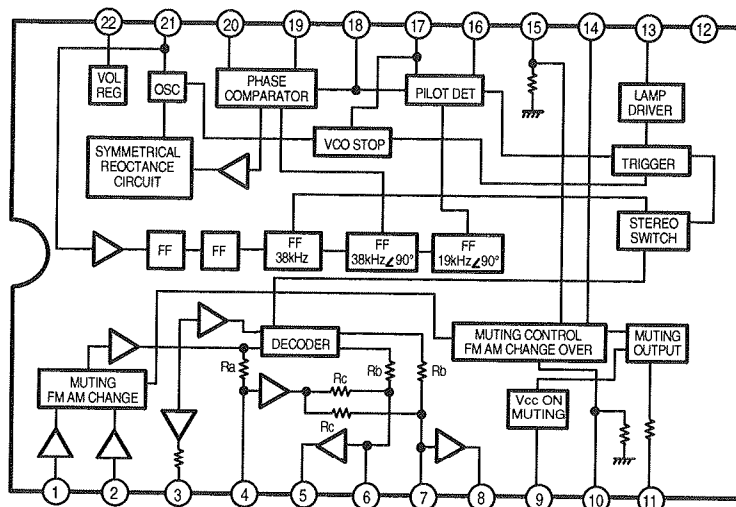 22 21 20 19 18 17 16 15 14 13 12
VOL
REG
OSC
PHASE
COMPARATOR
PILOT DET
LAMP
DRIVER
SYMMETRICAL
REOCTANCE
CIRCUIT
VCO STOP
TRIGGER
STEREO
SWITCH
FF
FF
FF
38kHz
FF
38kHz∠90°
FF
19kHz∠90°
DECODER
MUTING CONTROL
FM AM CHANGE OVER
MUTING
OUTPUT
Ra
Rb
Rb
MUTING
FM AM CHANGE
Rc
Rc
Vcc ON
MUTING
1 2 3 4 5 6 7 8 9 10 11